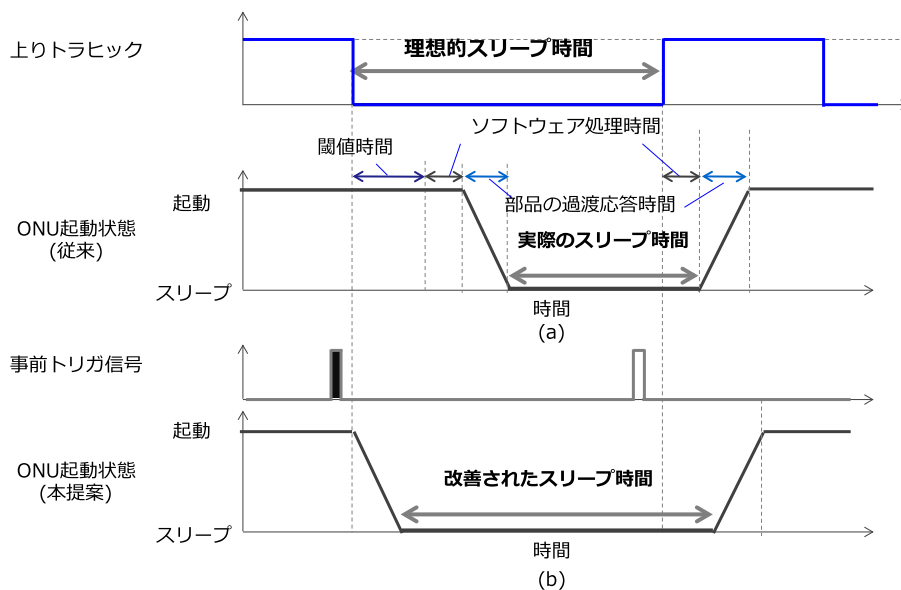 上りトラヒック
理想的スリープ時間
ソフトウェア処理時間
閾値時間
起動
部品の過渡応答時間
ONU起動状態
(従来)
実際のスリープ時間
スリープ
時間
(a)
事前トリガ信号
起動
ONU起動状態
(本提案)
改善されたスリープ時間
スリープ
時間
(b)